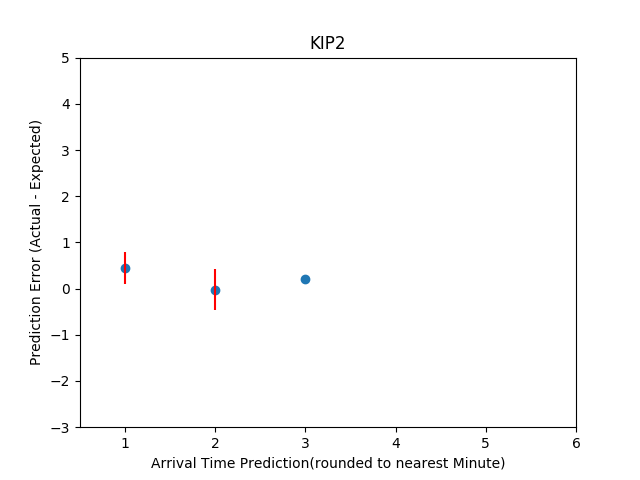 KIP2
Prediction Error (Actual - Expected)
5
4
3
2
1
0
−1
−2
−3
1 2 3 4 5 6
Arrival Time Prediction(rounded to nearest Minute)